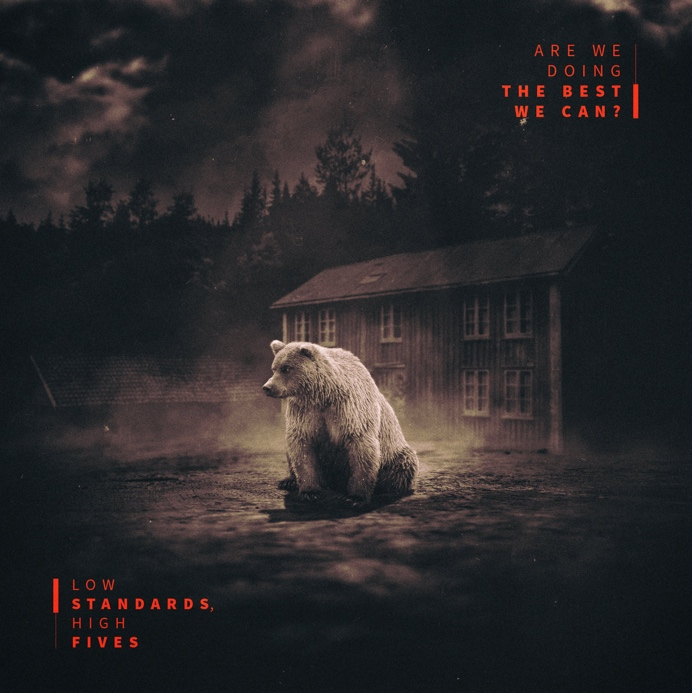 ARE WE
DOING
THE BEST
WE CAN?
LOW
STANDARDS,
HIGH
FIVES